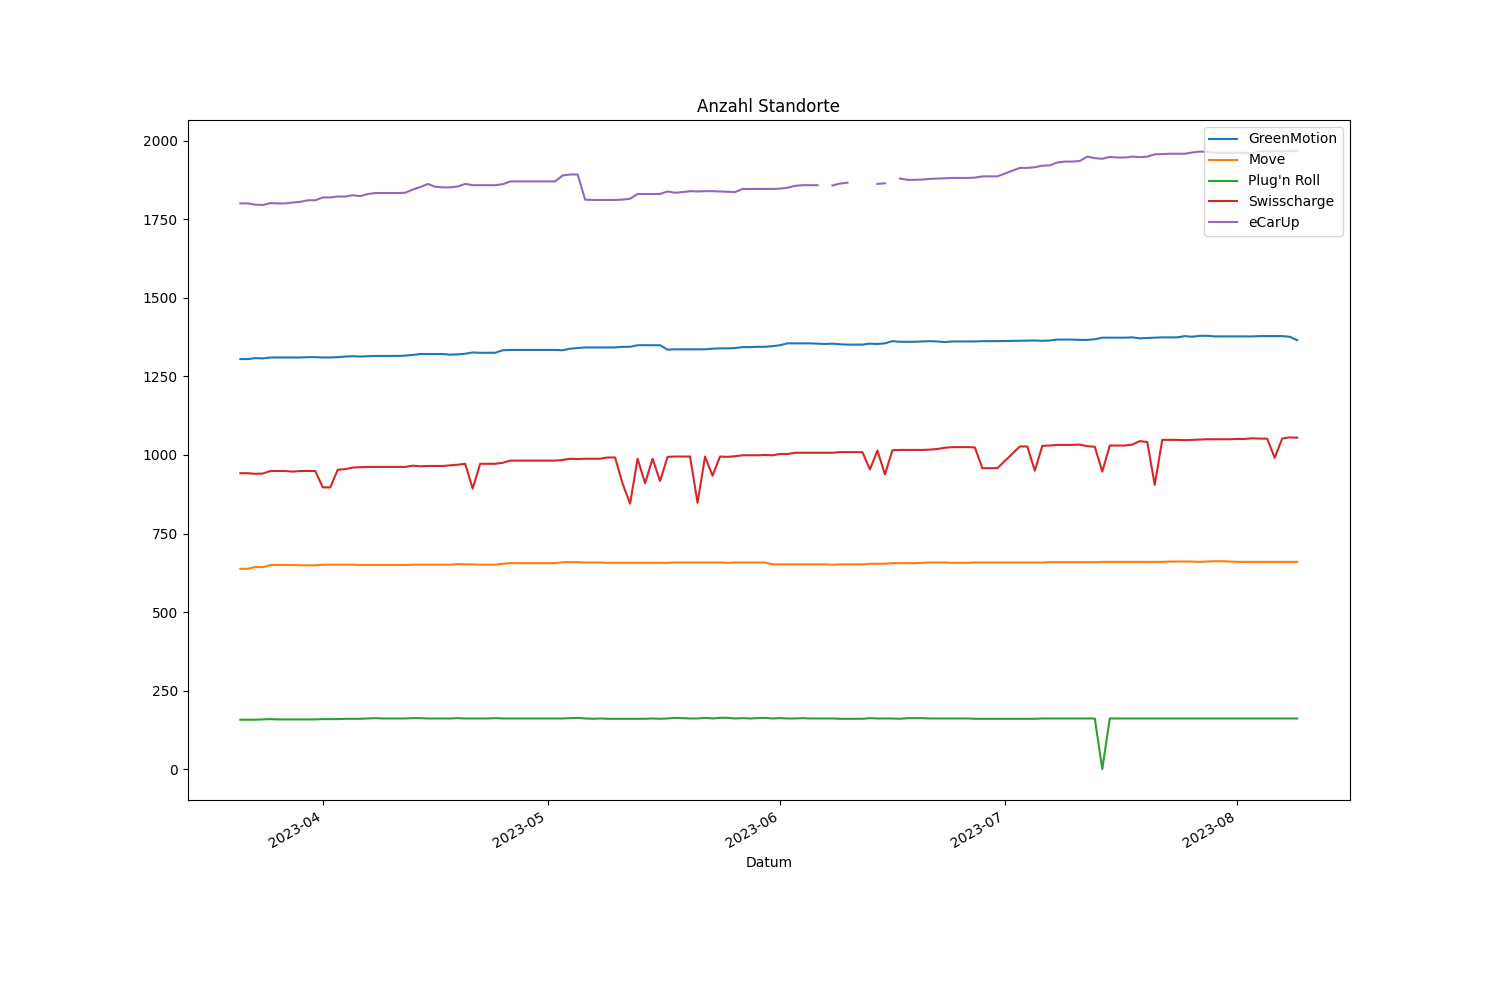 Anzahl Standorte
2000
1750
1500
1250
1000
750
500
250
0
GreenMotion
Move
Plug'n Roll
Swisscharge
eCarUp
2023-04
2023-05
2023-06
2023-07
2023-08
Datum